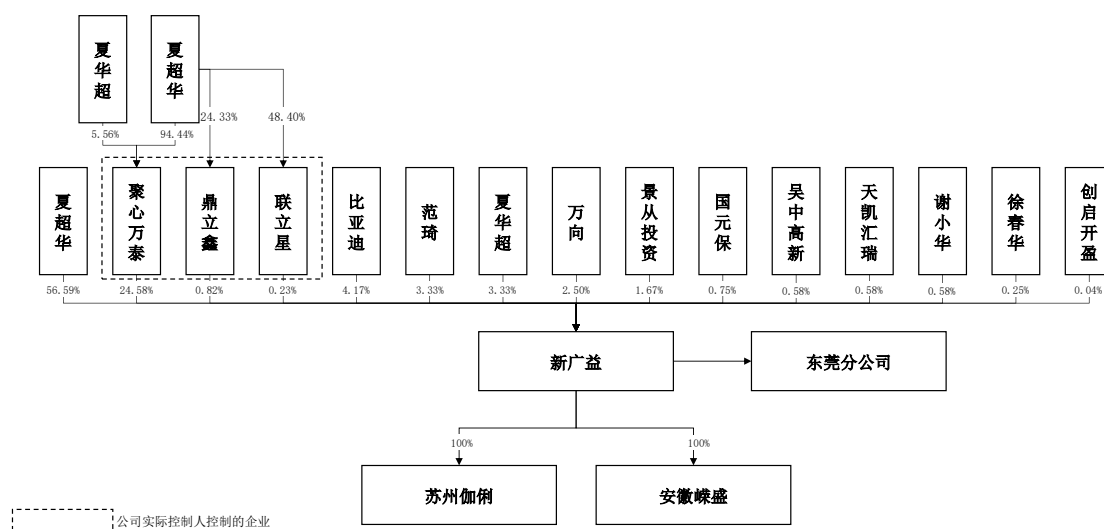 夏华超
夏超华
24.33%
48.40%
5.56%
94.44%
夏超华
聚心万泰
鼎立鑫
联立星
比亚迪
范琦
夏华超
万向
景从投资
国元保
吴中高新
天凯汇瑞
谢小华
徐春华
创启开盈
56.59%
24.58%
0.82%
0.23%
4.17%
3.33%
3.33%
2.50%
1.67%
0.75%
0.58%
0.58%
0.58%
0.25%
0.04%
新广益
东莞分公司
100%
100%
苏州伽俐
安徽嵘盛
公司实际控制人控制的企业